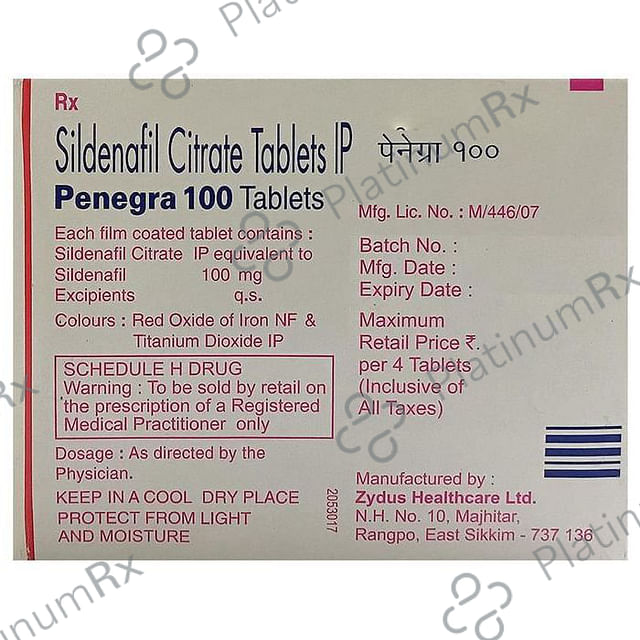 Rx
Sildenafil Citrate Tablets IP
पेनेग्रा १००
Penegra 100 Tablets
Each film coated tablet contains :
Sildenafil Citrate IP equivalent to
Sildenafil 100 mg
Excipients q.s.
Colours : Red Oxide of Iron NF &
Titanium Dioxide IP
SCHEDULE H DRUG
Warning : To be sold by retail on
the prescription of a Registered
Medical Practitioner only
Dosage : As directed by the
Physician.
KEEP IN A COOL DRY PLACE
PROTECT FROM LIGHT
AND MOISTURE
2053017
Mfg. Lic. No. : M/446/07
Batch No. :
Mfg. Date :
Expiry Date :
Maximum
Retail Price ₹.
per 4 Tablets
(Inclusive of
All Taxes)
Manufactured by :
Zydus Healthcare Ltd.
N.H. No. 10, Majhitar,
Rangpo, East Sikkim - 737 136
PlatinumRx
PlatinumRx
PlatinumRx
PlatinumRx